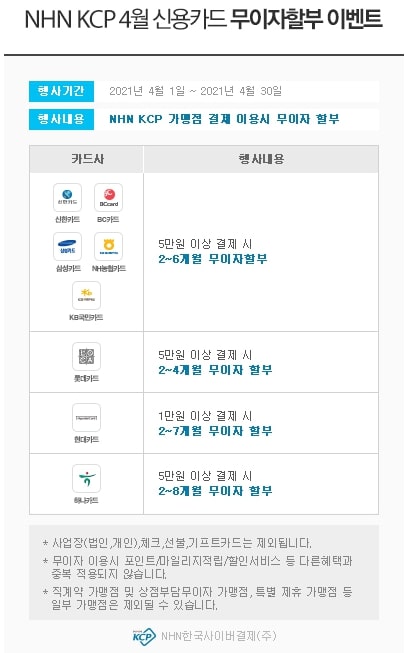 NHN KCP 4월 신용카드 무이자할부 이벤트
행사기간 2021년 4월 1일 ~ 2021년 4월 30일
행사내용 NHN KCP 가맹점 결제 이용시 무이자 할부
카드사 행사내용
신한카드 BCcard
신한카드 BC카드
삼성카드
삼성카드 NH농협카드
KB국민카드
5만원 이상 결제 시
2~6개월 무이자할부
롯데카드
5만원 이상 결제 시
2~4개월 무이자 할부
현대카드
1만원 이상 결제 시
2~7개월 무이자 할부
하나카드
5만원 이상 결제 시
2~8개월 무이자 할부
* 사업장(법인,개인),체크,선불,기프트카드는 제외됩니다.
* 무이자 이용시 포인트/마일리지적립/할인서비스 등 다른혜택과
중복 적용되지 않습니다.
* 직계약 가맹점 및 상점부담무이자 가맹점, 특별 제휴 가맹점 등
일부 가맹점은 제외될 수 있습니다.
KCP NHN한국사이버결제(주)